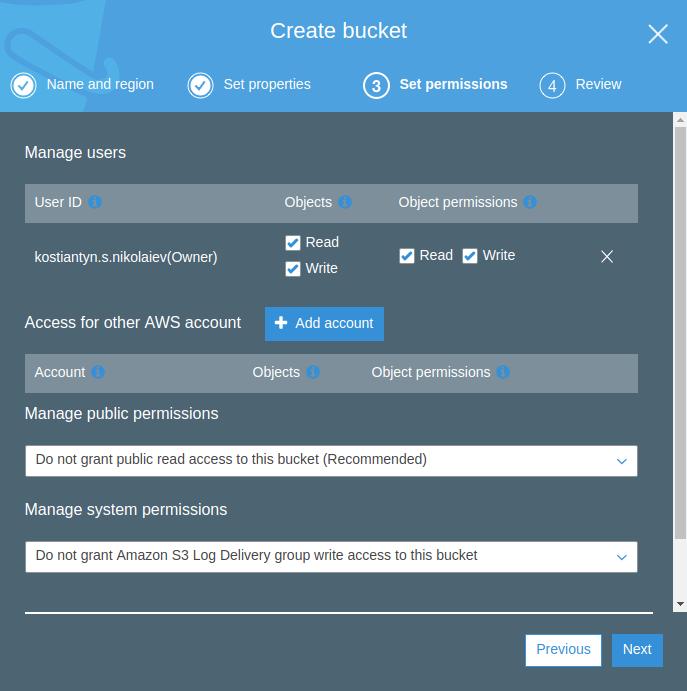 Create bucket
Name and region
Set properties
3 Set permissions
4 Review
Manage users
User ID Objects Object permissions
kostiantyn.s.nikolaiev(Owner) Read Write Read Write
Access for other AWS account Add account
Account Objects Object permissions
Manage public permissions
Do not grant public read access to this bucket (Recommended)
Manage system permissions
Do not grant Amazon S3 Log Delivery group write access to this bucket
Previous Next